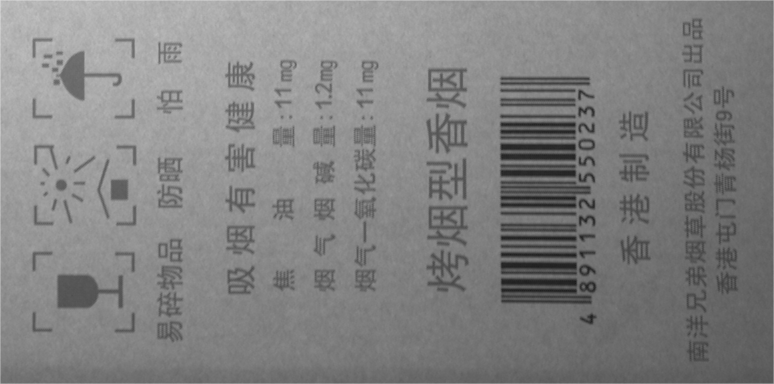 易碎物品 防晒 怕雨
吸烟有害健康
焦油量:11mg
烟气烟碱量:1.2mg
烟气一氧化碳量:11mg
烤烟型香烟
4 891132 550237
香港制造
南洋兄弟烟草股份有限公司出品
香港屯门青杨街9号